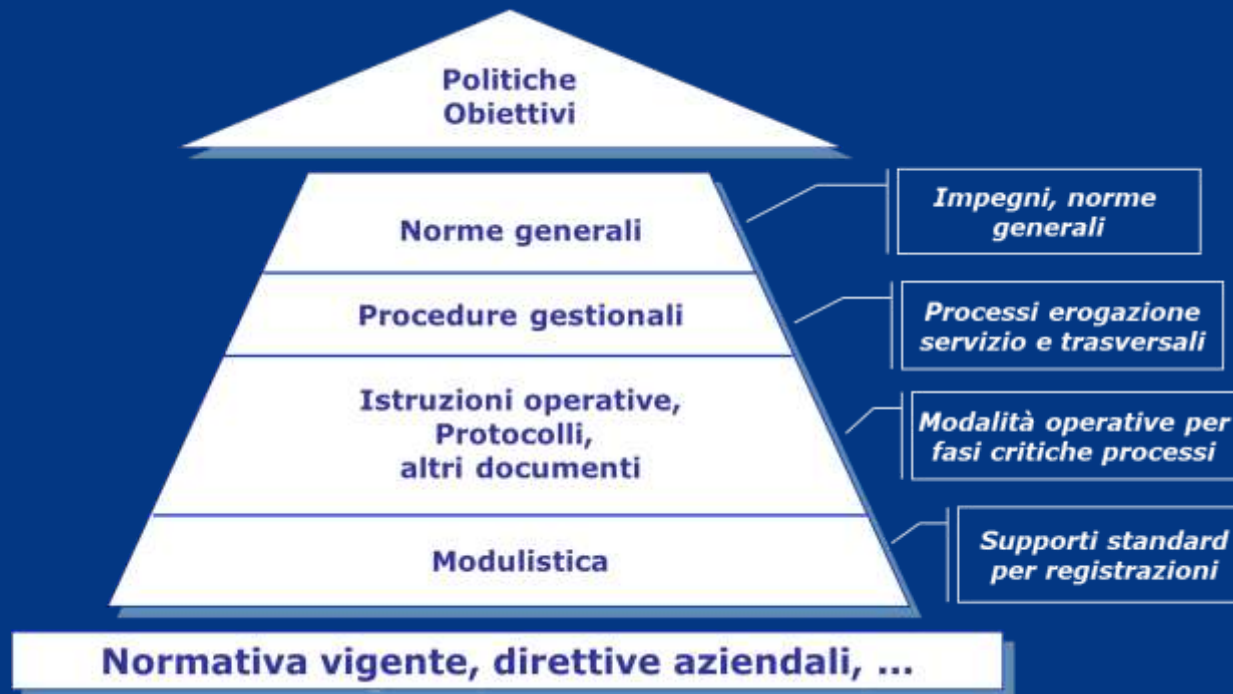 Politiche
Obiettivi
Norme generali
Impegni, norme
generali
Procedure gestionali
Processi erogazione
servizio e trasversali
Istruzioni operative,
Protocolli,
altri documenti
Modalità operative per
fasi critiche processi
Modulistica
Supporti standard
per registrazioni
Normativa vigente, direttive aziendali, ...